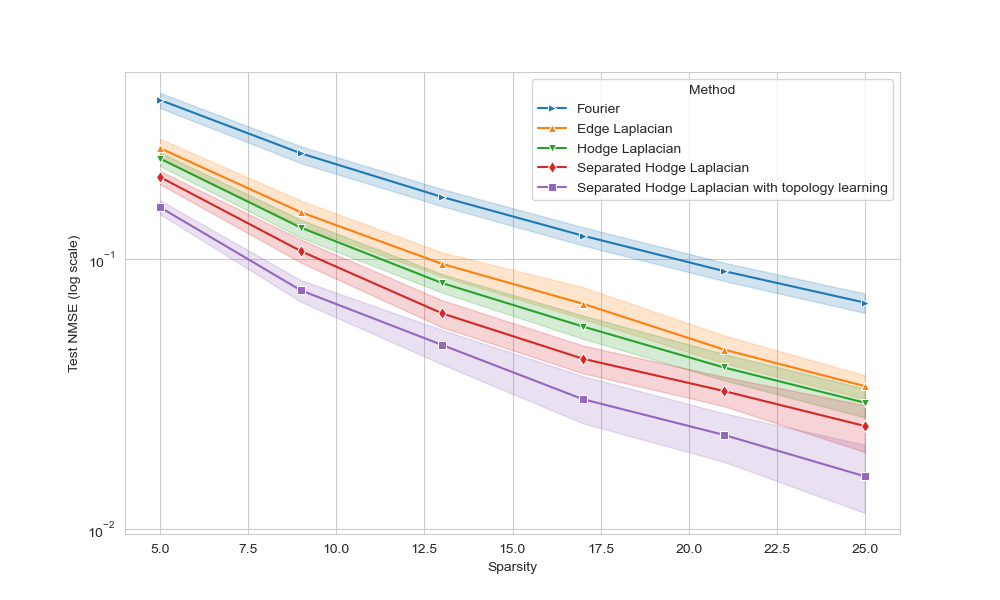 Method
Fourier
Edge Laplacian
Hodge Laplacian
Separated Hodge Laplacian
Separated Hodge Laplacian with topology learning
Test NMSE (log scale)
10⁻¹
10⁻²
5.0 7.5 10.0 12.5 15.0 17.5 20.0 22.5 25.0
Sparsity